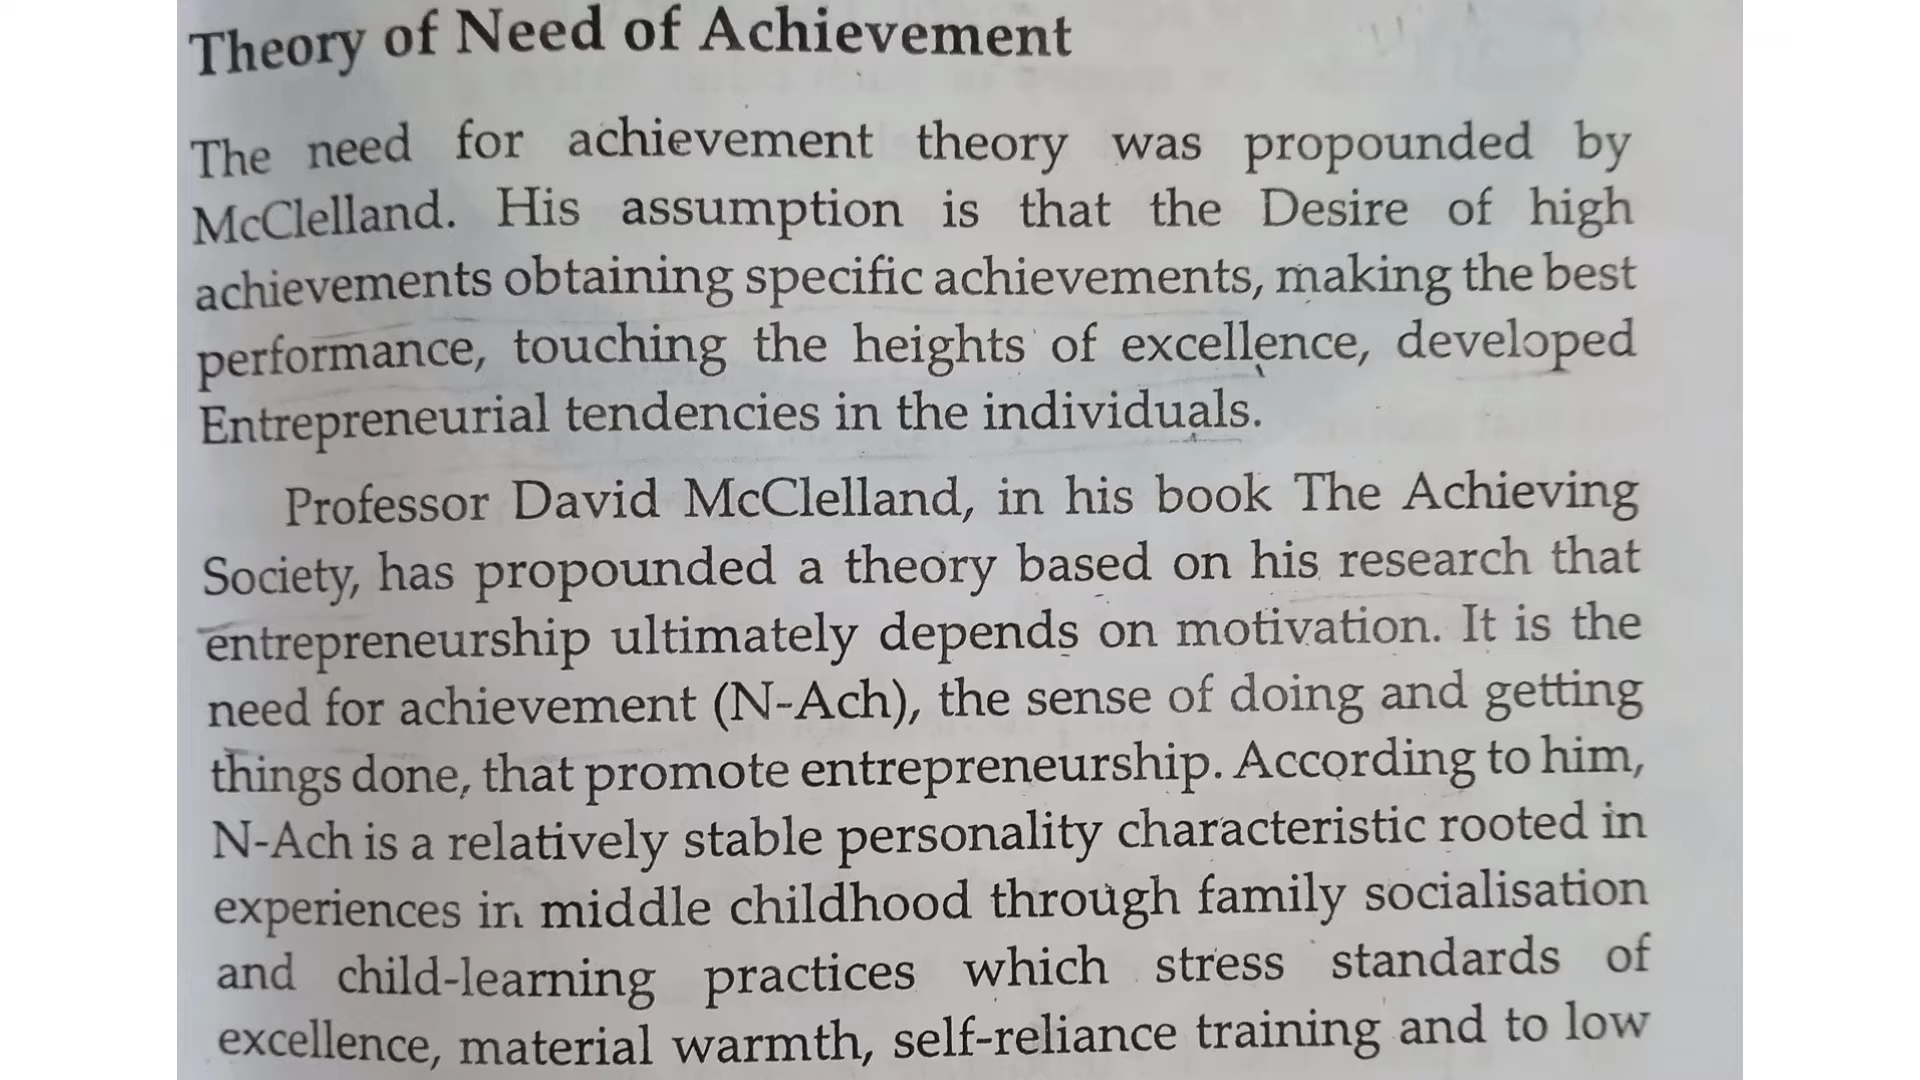 Theory of Need of Achievement
The need for achievement theory was propounded by
McClelland. His assumption is that the Desire of high
achievements obtaining specific achievements, making the best
performance, touching the heights of excellence, developed
Entrepreneurial tendencies in the individuals.
Professor David McClelland, in his book The Achieving
Society, has propounded a theory based on his research that
entrepreneurship ultimately depends on motivation. It is the
need for achievement (N-Ach), the sense of doing and getting
things done, that promote entrepreneurship. According to him,
N-Ach is a relatively stable personality characteristic rooted in
experiences in middle childhood through family socialisation
and child-learning practices which stress standards of
excellence, material warmth, self-reliance training and to low